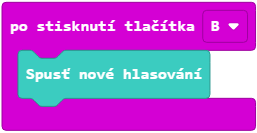 po stisknutí tlačítka B
Spusť nové hlasování